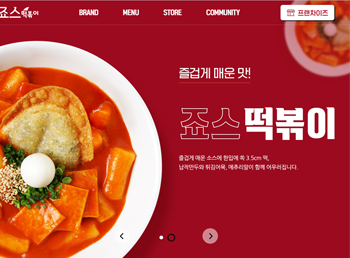 죠스떡볶이
BRAND
MENU
STORE
COMMUNITY
프랜차이즈
즐겁게 매운 맛!
죠스떡볶이
즐겁게 매운 소스에 한입에 쏙 3.5cm 떡,
납작만두와 튀김어묵, 메추리알이 함께 어우러집니다.